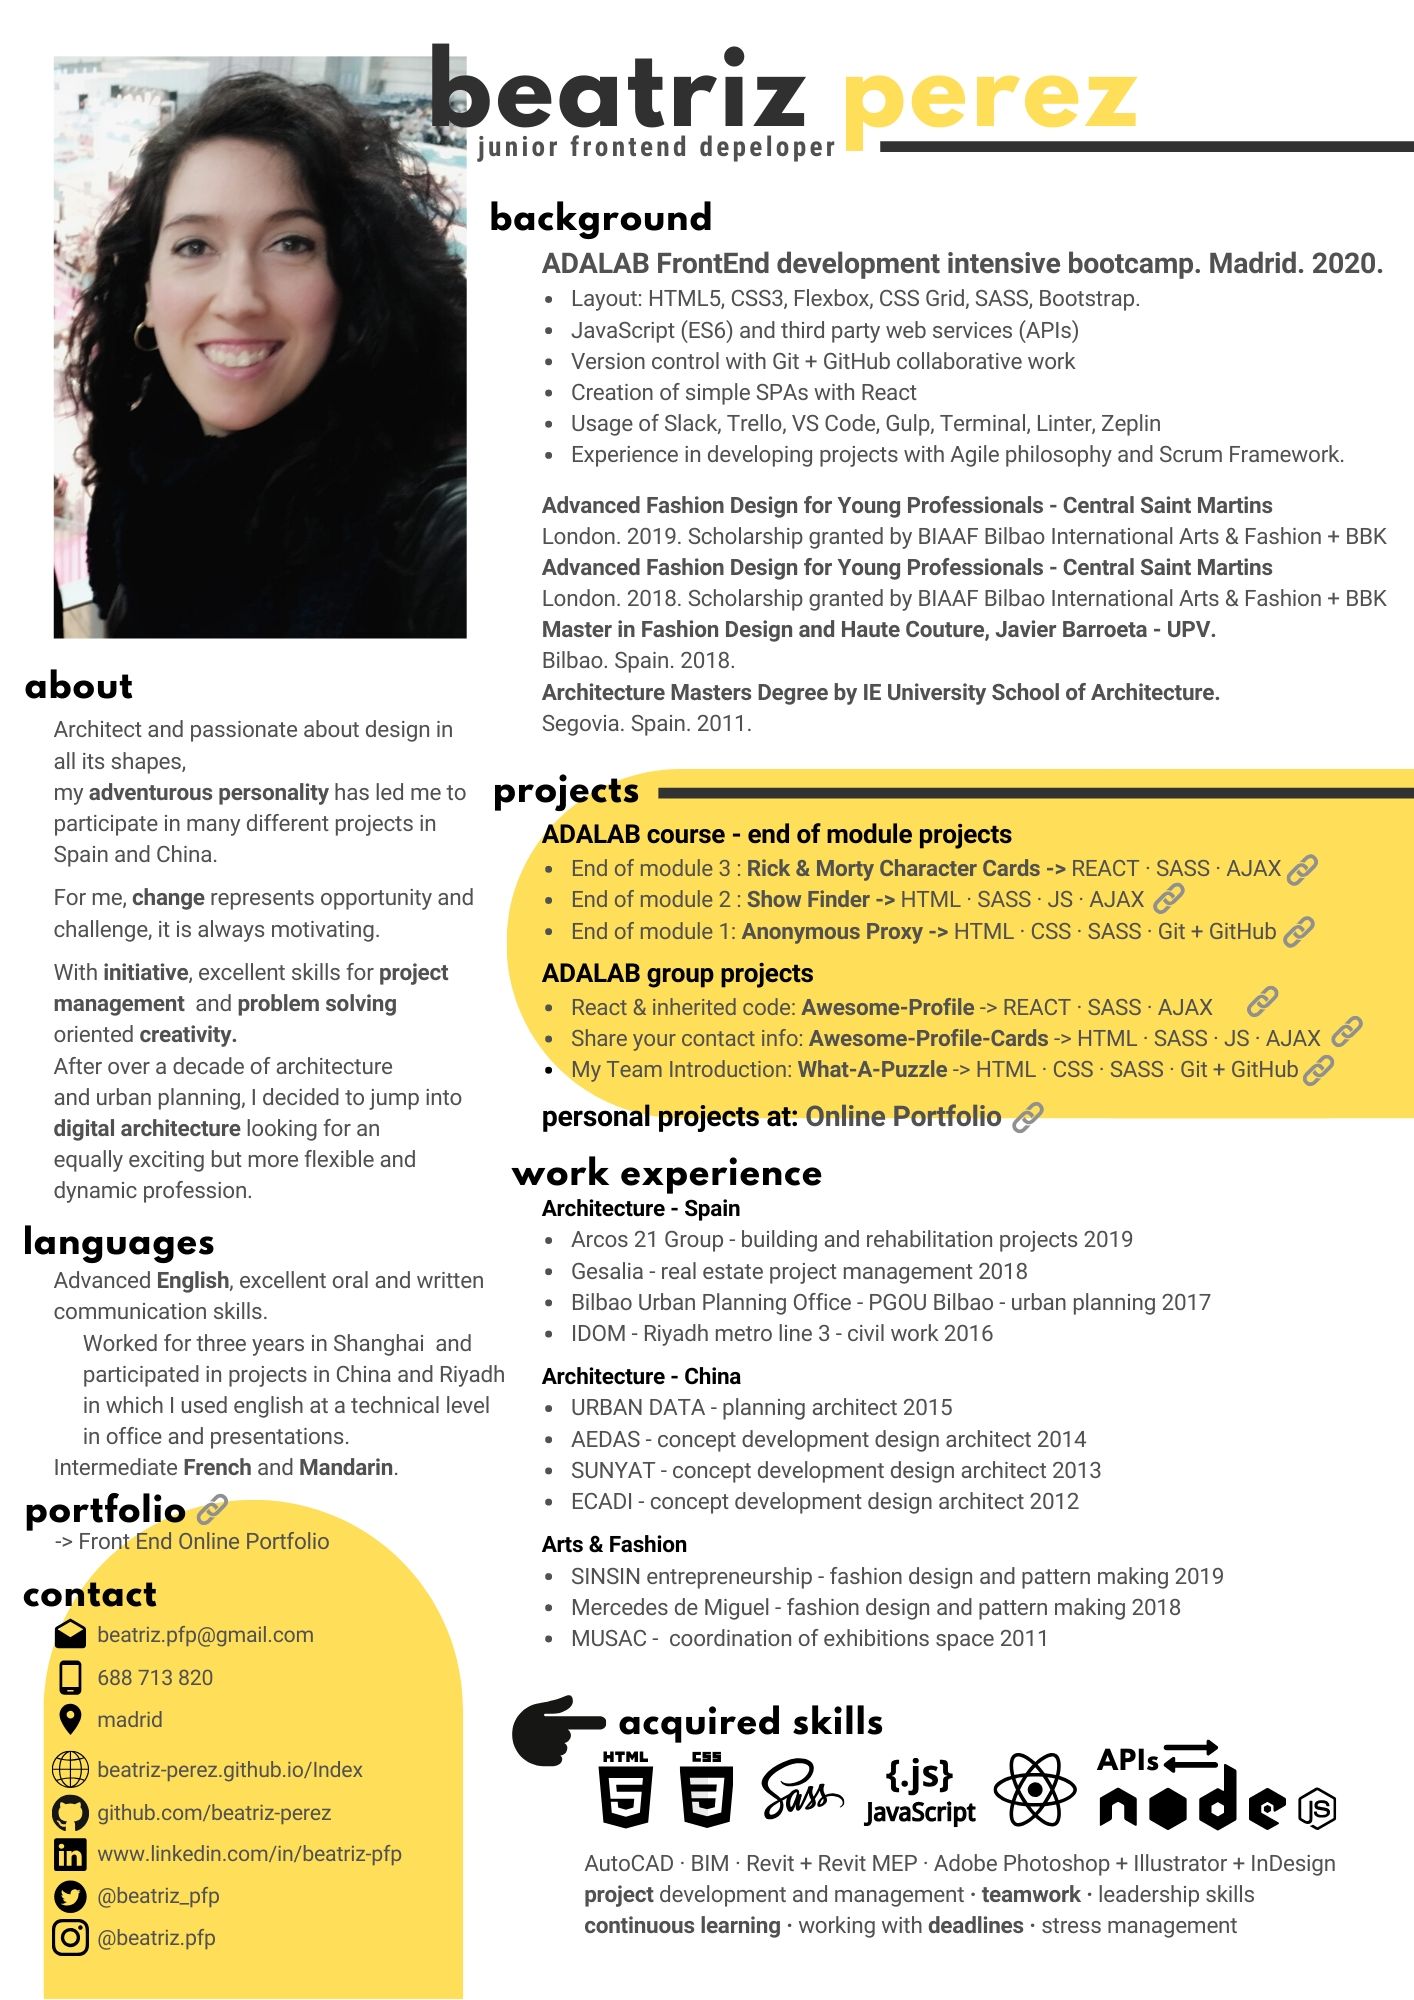 beatriz perez
junior frontend depeloper
about
Architect and passionate about design in
all its shapes,
my adventurous personality has led me to
participate in many different projects in
Spain and China.
For me, change represents opportunity and
challenge, it is always motivating.
With initiative, excellent skills for project
management and problem solving
oriented creativity.
After over a decade of architecture
and urban planning, I decided to jump into
digital architecture looking for an
equally exciting but more flexible and
dynamic profession.
languages
Advanced English, excellent oral and written
communication skills.
Worked for three years in Shanghai and
participated in projects in China and Riyadh
in which I used english at a technical level
in office and presentations.
Intermediate French and Mandarin.
portfolio
-> Front End Online Portfolio
contact
beatriz.pfp@gmail.com
688 713 820
madrid
beatriz-perez.github.io/Index
github.com/beatriz-perez
www.linkedin.com/in/beatriz-pfp
@beatriz_pfp
@beatriz.pfp
background
ADALAB FrontEnd development intensive bootcamp. Madrid. 2020.
• Layout: HTML5, CSS3, Flexbox, CSS Grid, SASS, Bootstrap.
• JavaScript (ES6) and third party web services (APIs)
• Version control with Git + GitHub collaborative work
• Creation of simple SPAs with React
• Usage of Slack, Trello, VS Code, Gulp, Terminal, Linter, Zeplin
• Experience in developing projects with Agile philosophy and Scrum Framework.
Advanced Fashion Design for Young Professionals - Central Saint Martins
London. 2019. Scholarship granted by BIAAF Bilbao International Arts & Fashion + BBK
Advanced Fashion Design for Young Professionals - Central Saint Martins
London. 2018. Scholarship granted by BIAAF Bilbao International Arts & Fashion + BBK
Master in Fashion Design and Haute Couture, Javier Barroeta - UPV.
Bilbao. Spain. 2018.
Architecture Masters Degree by IE University School of Architecture.
Segovia. Spain. 2011.
projects
ADALAB course - end of module projects
• End of module 3 : Rick & Morty Character Cards -> REACT · SASS · AJAX
• End of module 2 : Show Finder -> HTML · SASS · JS · AJAX
• End of module 1: Anonymous Proxy -> HTML · CSS · SASS · Git + GitHub
ADALAB group projects
• React & inherited code: Awesome-Profile -> REACT · SASS · AJAX
• Share your contact info: Awesome-Profile-Cards -> HTML · SASS · JS · AJAX
• My Team Introduction: What-A-Puzzle -> HTML · CSS · SASS · Git + GitHub
personal projects at: Online Portfolio
work experience
Architecture - Spain
• Arcos 21 Group - building and rehabilitation projects 2019
• Gesalia - real estate project management 2018
• Bilbao Urban Planning Office - PGOU Bilbao - urban planning 2017
• IDOM - Riyadh metro line 3 - civil work 2016
Architecture - China
• URBAN DATA - planning architect 2015
• AEDAS - concept development design architect 2014
• SUNYAT - concept development design architect 2013
• ECADI - concept development design architect 2012
Arts & Fashion
• SINSIN entrepreneurship - fashion design and pattern making 2019
• Mercedes de Miguel - fashion design and pattern making 2018
• MUSAC - coordination of exhibitions space 2011
acquired skills
HTML 5 CSS 3 Sass {.js} JavaScript APIs node JS
AutoCAD · BIM · Revit + Revit MEP · Adobe Photoshop + Illustrator + InDesign
project development and management · teamwork · leadership skills
continuous learning · working with deadlines · stress management